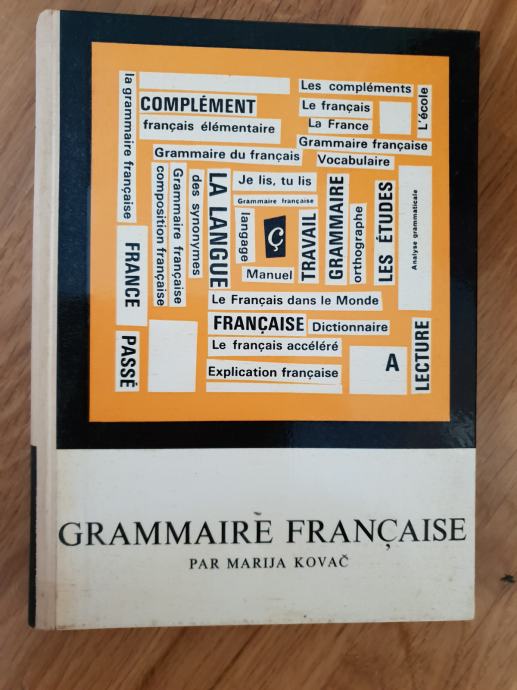 la grammaire française
COMPLÉMENT
français élémentaire
Les compléments
Le français
La France
L'école
Grammaire française
Grammaire du français
Vocabulaire
composition française
Grammaire française
des synonymes
LA LANGUE
Je lis, tu lis
Grammaire française
langage
Ç
Manuel
TRAVAIL
GRAMMAIRE
orthographe
LES ÉTUDES
Analyse grammaticale
FRANCE
PASSÉ
Le Français dans le Monde
FRANÇAISE
Dictionnaire
Le français accéléré
Explication française
A
LECTURE
GRAMMAIRE FRANÇAISE
PAR MARIJA KOVAČ